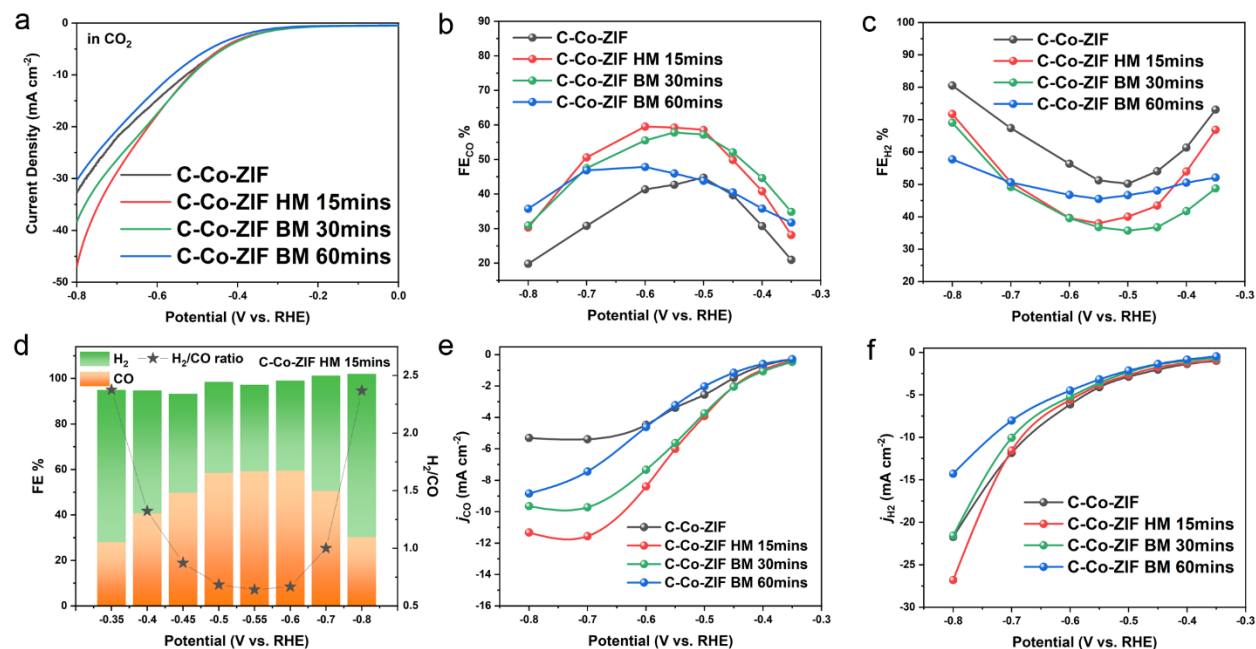 a
in CO₂
C-Co-ZIF
C-Co-ZIF HM 15mins
C-Co-ZIF BM 30mins
C-Co-ZIF BM 60mins
0
-10
-20
-30
-40
-50
-0.8 -0.6 -0.4 -0.2 0.0
Current Density (mA cm⁻²)
Potential (V vs. RHE)
b
C-Co-ZIF
C-Co-ZIF HM 15mins
C-Co-ZIF BM 30mins
C-Co-ZIF BM 60mins
90
80
70
60
50
40
30
20
-0.8 -0.7 -0.6 -0.5 -0.4 -0.3
FE_CO %
Potential (V vs. RHE)
c
C-Co-ZIF
C-Co-ZIF HM 15mins
C-Co-ZIF BM 30mins
C-Co-ZIF BM 60mins
100
90
80
70
60
50
40
30
20
-0.8 -0.7 -0.6 -0.5 -0.4 -0.3
FE_H2 %
Potential (V vs. RHE)
d
H₂ H₂/CO ratio C-Co-ZIF HM 15mins
CO
100
80
60
40
20
0
2.5
2.0
1.5
1.0
0.5
-0.35 -0.4 -0.45 -0.5 -0.55 -0.6 -0.7 -0.8
FE %
H₂/CO
Potential (V vs. RHE)
e
C-Co-ZIF
C-Co-ZIF HM 15mins
C-Co-ZIF BM 30mins
C-Co-ZIF BM 60mins
0
-2
-4
-6
-8
-10
-12
-14
-16
-0.8 -0.7 -0.6 -0.5 -0.4 -0.3
j_CO (mA cm⁻²)
Potential (V vs. RHE)
f
C-Co-ZIF
C-Co-ZIF HM 15mins
C-Co-ZIF BM 30mins
C-Co-ZIF BM 60mins
0
-5
-10
-15
-20
-25
-30
-0.8 -0.7 -0.6 -0.5 -0.4 -0.3
j_H2 (mA cm⁻²)
Potential (V vs. RHE)